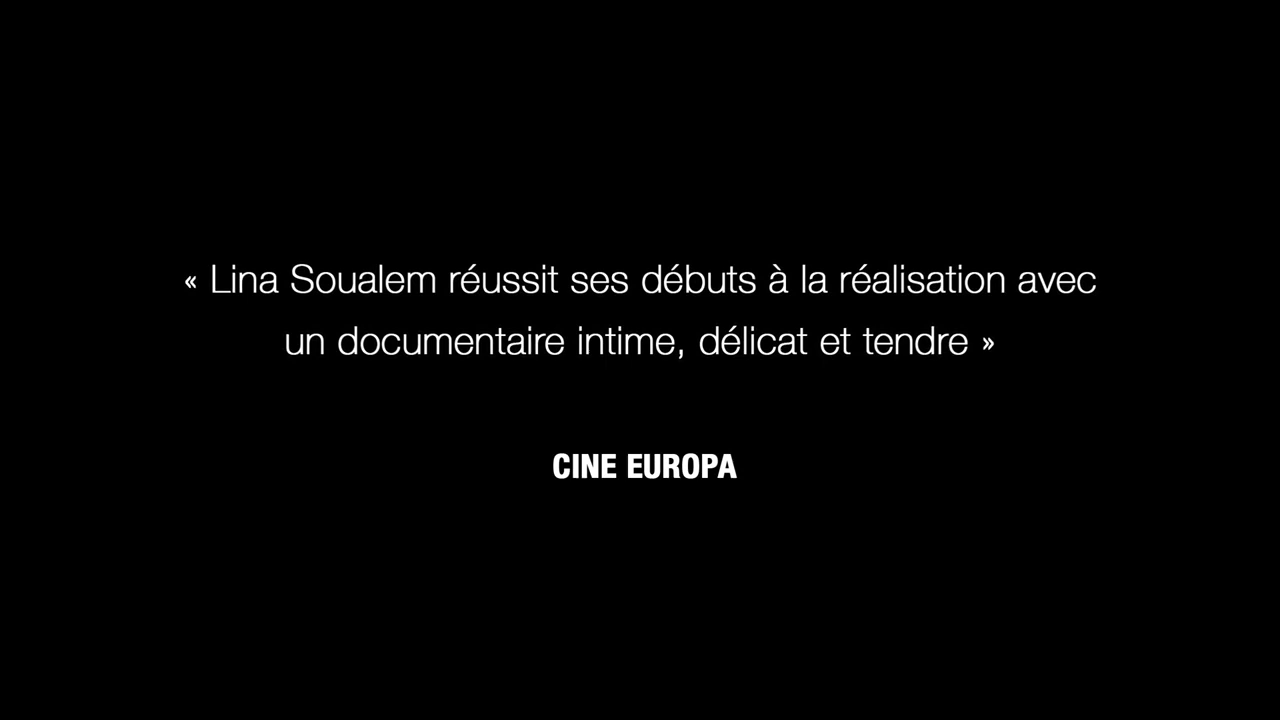 « Lina Soualem réussit ses débuts à la réalisation avec
un documentaire intime, délicat et tendre »
CINE EUROPA